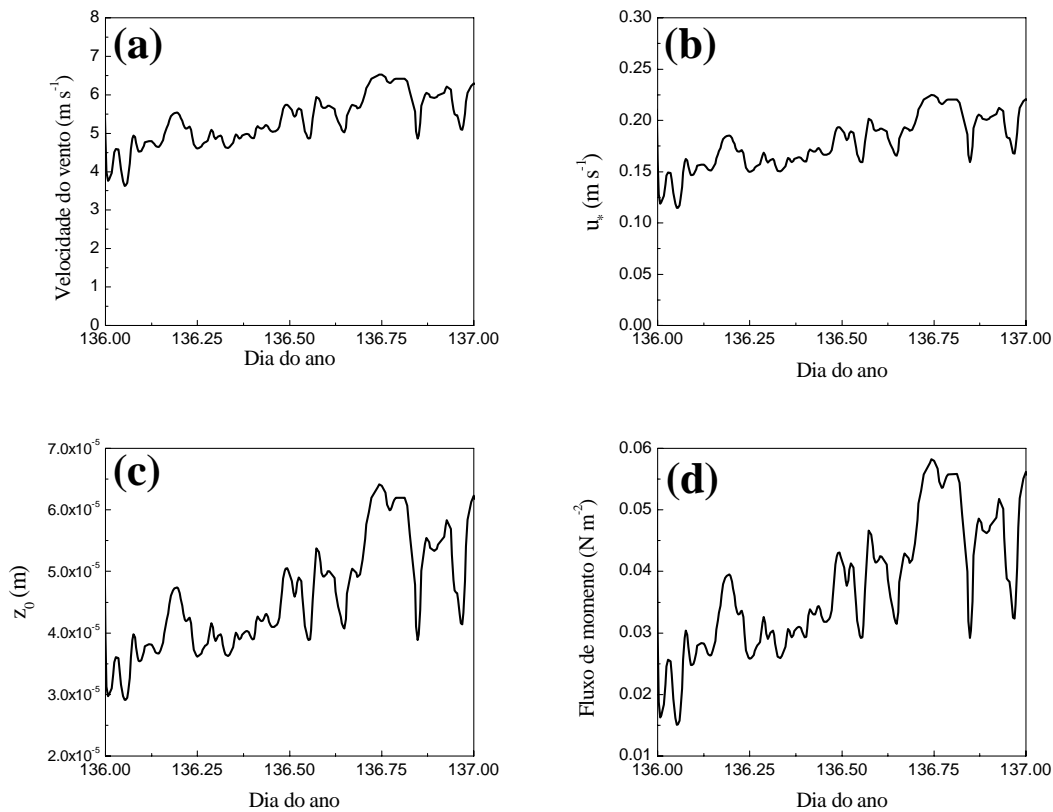 (a)
Velocidade do vento (m s⁻¹)
8
7
6
5
4
3
2
1
0
136.00 136.25 136.50 136.75 137.00
Dia do ano
(b)
u* (m s⁻¹)
0.30
0.25
0.20
0.15
0.10
0.05
0.00
136.00 136.25 136.50 136.75 137.00
Dia do ano
(c)
z₀ (m)
7.0x10⁻⁵
6.0x10⁻⁵
5.0x10⁻⁵
4.0x10⁻⁵
3.0x10⁻⁵
2.0x10⁻⁵
136.00 136.25 136.50 136.75 137.00
Dia do ano
(d)
Fluxo de momento (N m⁻²)
0.06
0.05
0.04
0.03
0.02
0.01
136.00 136.25 136.50 136.75 137.00
Dia do ano